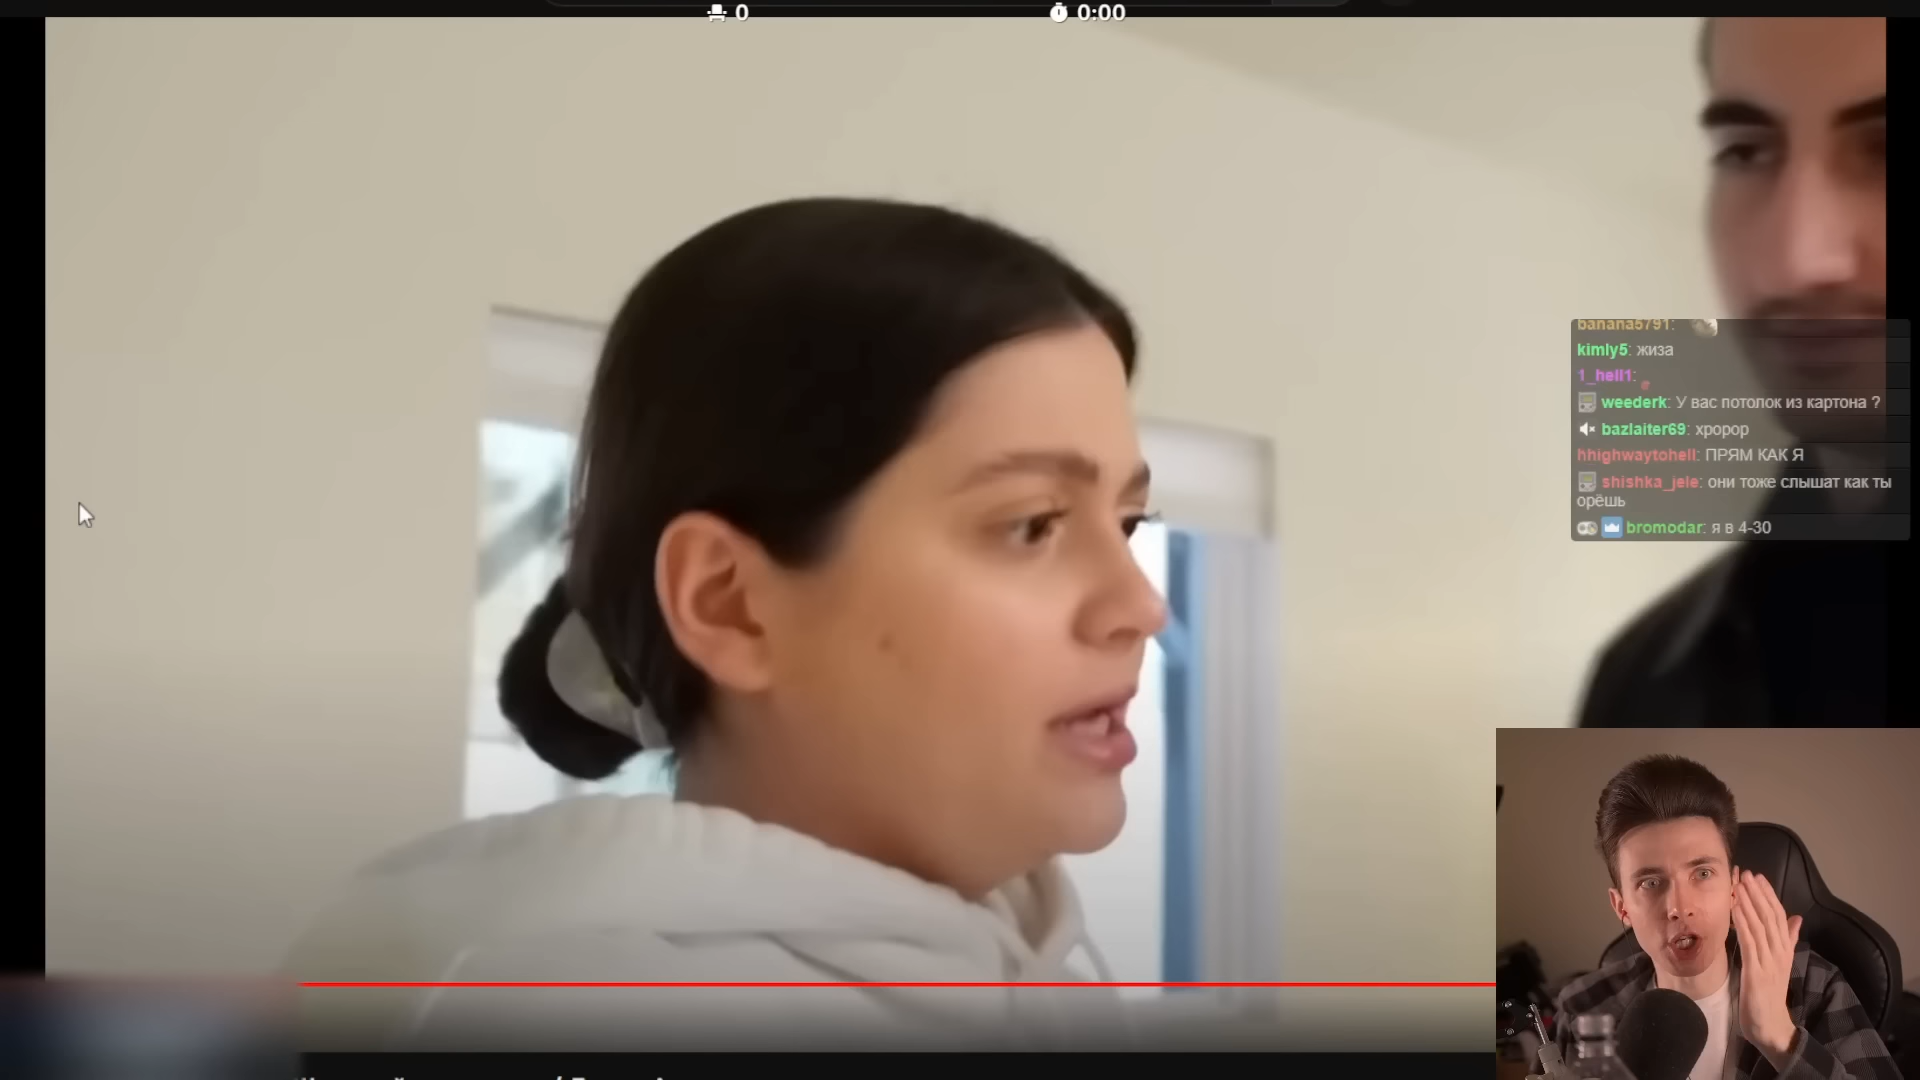 0
0:00
banana5791:
kimly5: жиза
1_hell1:
weederk: У вас потолок из картона ?
bazlaiter69: хророр
hhighwaytohell: ПРЯМ КАК Я
shishka_jele: они тоже слышат как ты
орёшь
bromodar: я в 4-30